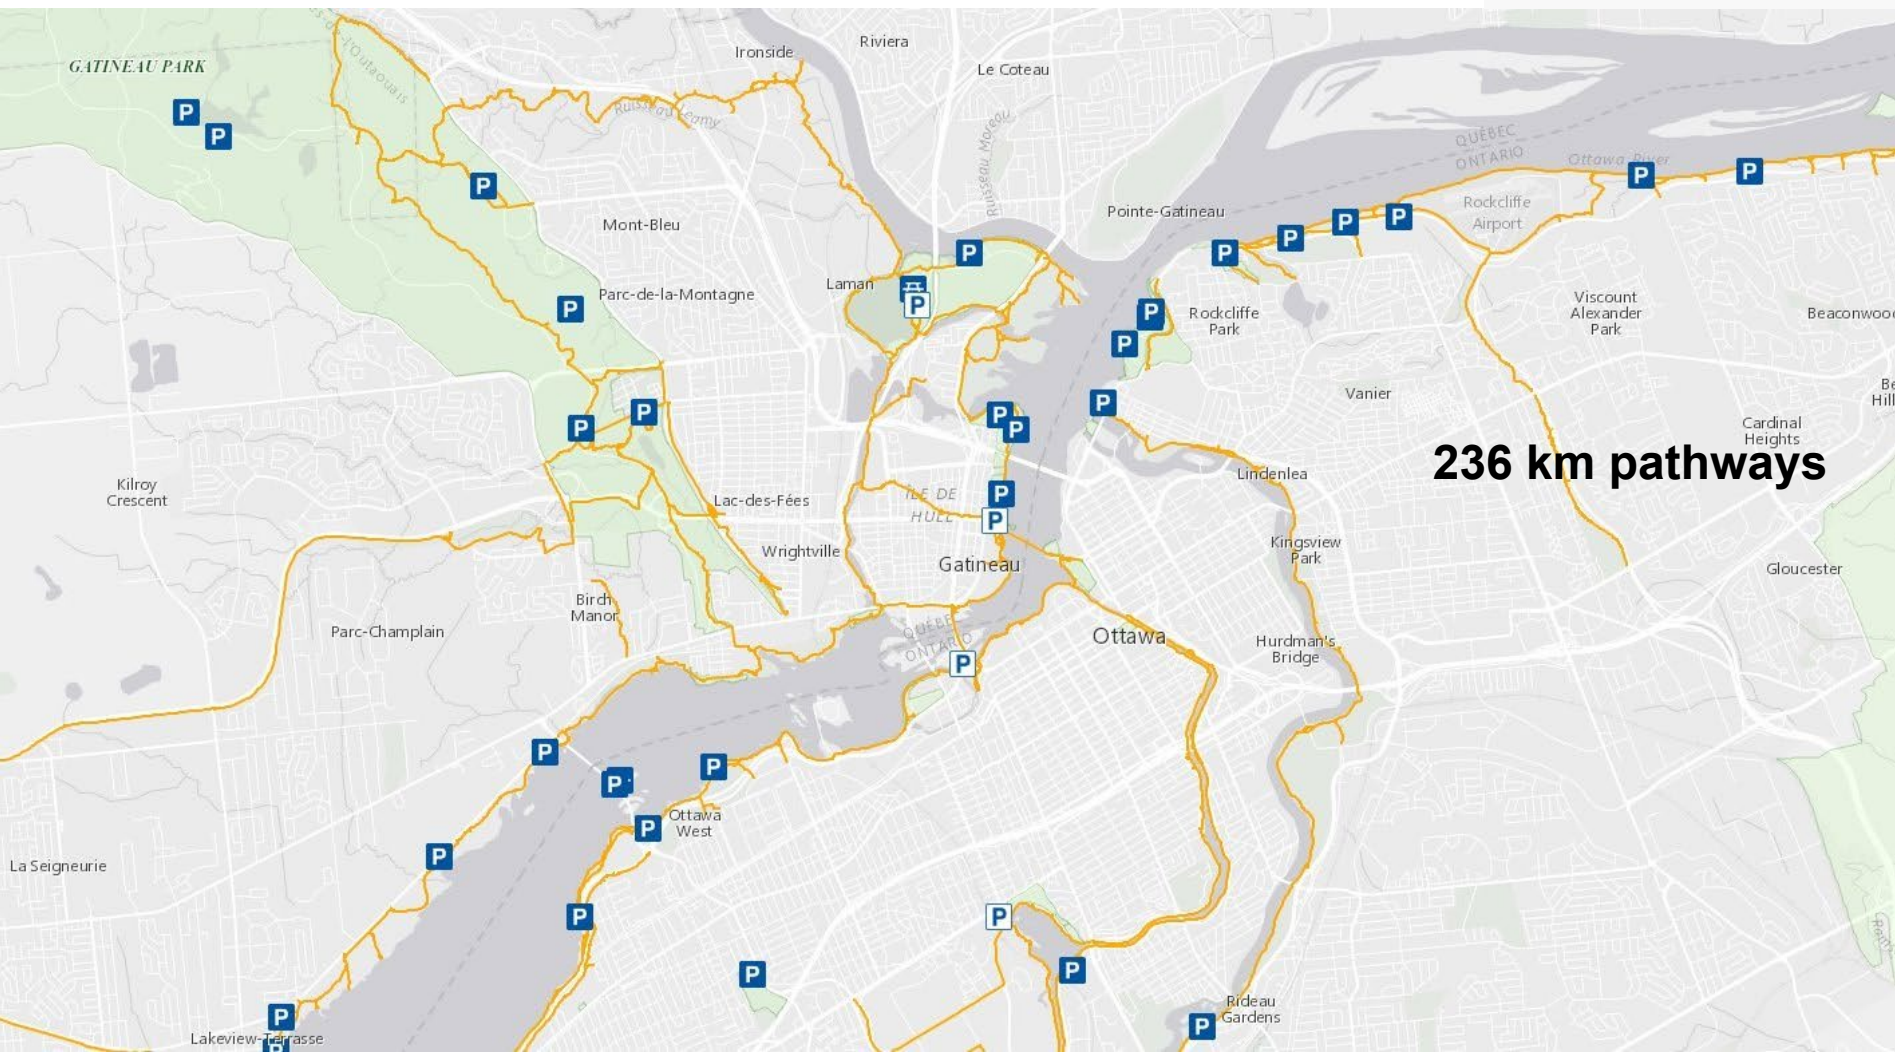 Ironside
Riviera
GATINEAU PARK
Le Coteau
P
P
Ruisseau Leamy
Ruisseau Moreau
QUÉBEC
ONTARIO
Ottawa River
P
P
P
Mont-Bleu
Pointe-Gatineau
Rockcliffe
Airport
P
P
P
P
P
Laman
P
Parc-de-la-Montagne
P
Viscount
Alexander
Park
Beaconwoo
P
Rockcliffe
Park
P
P
Vanier
Be
Hill
P
P
P
P
P
Cardinal
Heights
236 km pathways
Kilroy
Crescent
Lindenlea
Lac-des-Fées
P
ÎLE DE
HULL
P
Wrightville
Kingsview
Park
Gatineau
Gloucester
Birch
Manor
Parc-Champlain
QUÉBE
ONTARIO
Ottawa
Hurdman's
Bridge
P
P
P
P
P
Ottawa
West
P
La Seigneurie
P
P
P
P
P
Rideau
Gardens
P
P
Lakeview-Terrasse
P